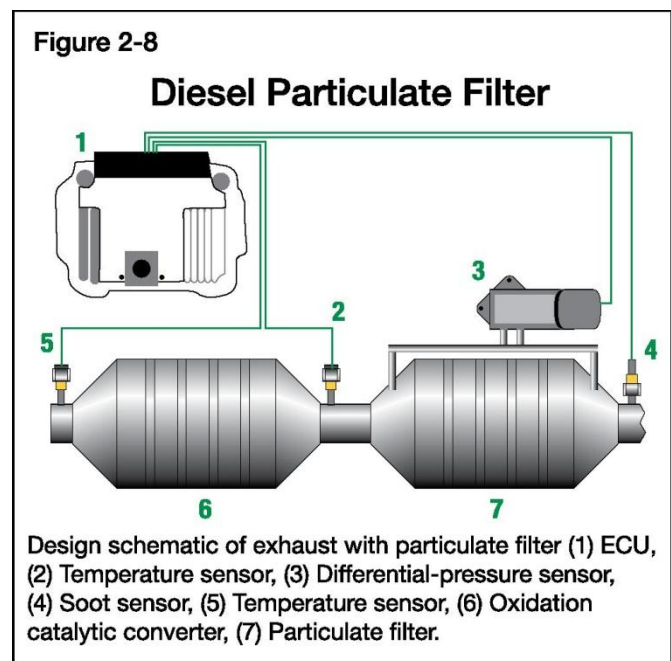 Figure 2-8
Diesel Particulate Filter
1
2
3
4
5
6
7
Design schematic of exhaust with particulate filter (1) ECU,
(2) Temperature sensor, (3) Differential-pressure sensor,
(4) Soot sensor, (5) Temperature sensor, (6) Oxidation
catalytic converter, (7) Particulate filter.